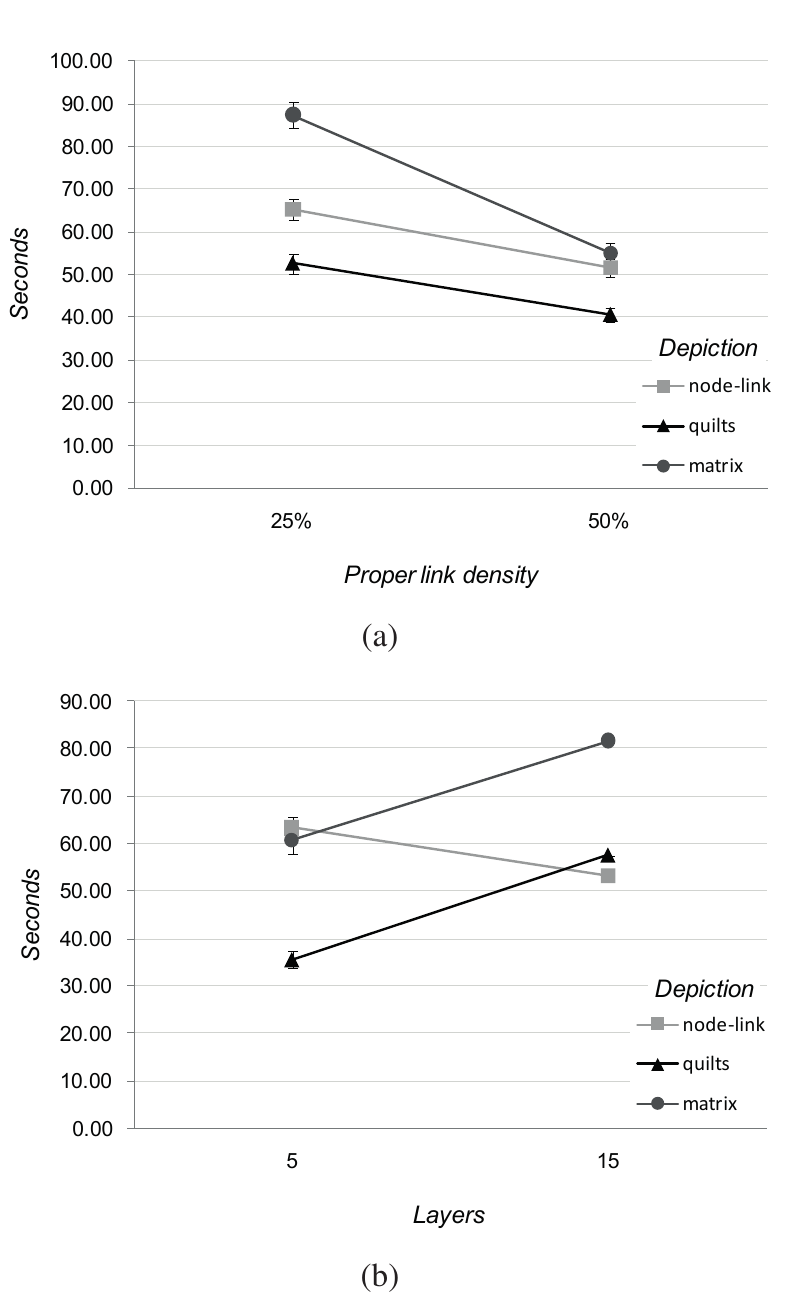 100.00
90.00
80.00
70.00
60.00
50.00
40.00
30.00
20.00
10.00
0.00
Seconds
25% 50%
Proper link density
Depiction
node-link
quilts
matrix
(a)
90.00
80.00
70.00
60.00
50.00
40.00
30.00
20.00
10.00
0.00
Seconds
5 15
Layers
Depiction
node-link
quilts
matrix
(b)